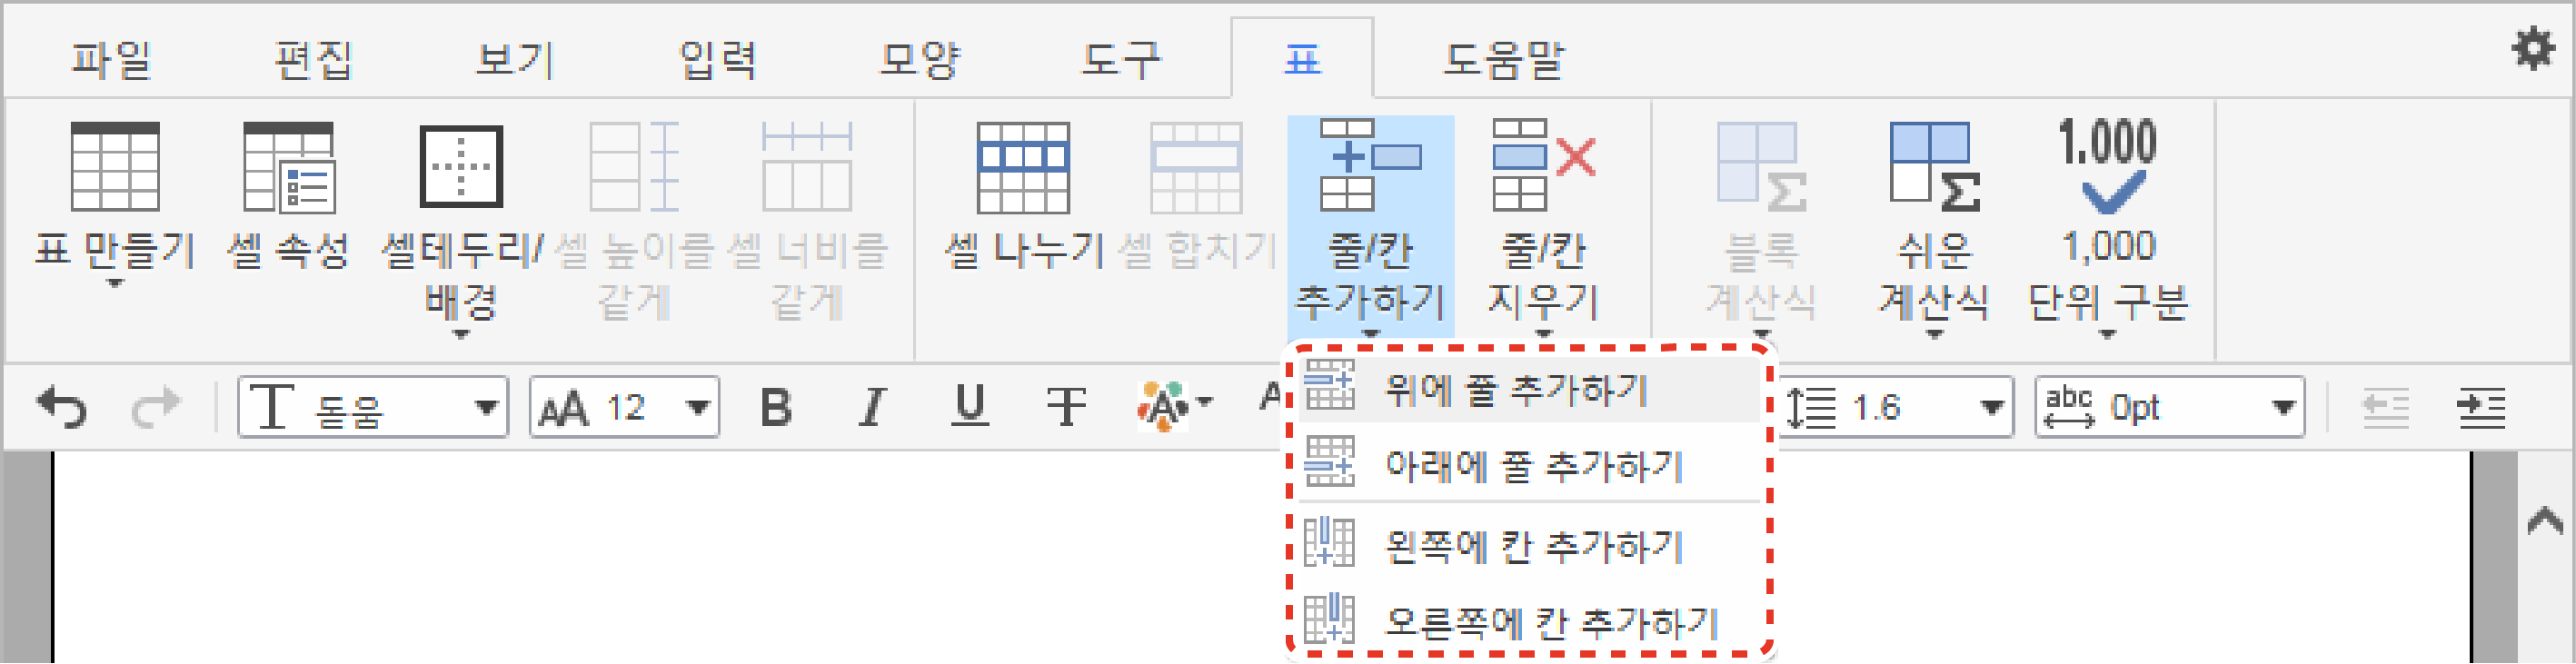 파일 편집 보기 입력 모양 도구 표 도움말
표 만들기 셀 속성 셀테두리/ 셀 높이를 셀 너비를 셀 나누기 셀 합치기 줄/칸 줄/칸 블록 쉬운 1,000
배경 같게 같게 추가하기 지우기 계산식 계산식 단위 구분
1.000
T 돋움 AA 12 B I U T A A 1.6 abc 0pt
위에 줄 추가하기
아래에 줄 추가하기
왼쪽에 칸 추가하기
오른쪽에 칸 추가하기